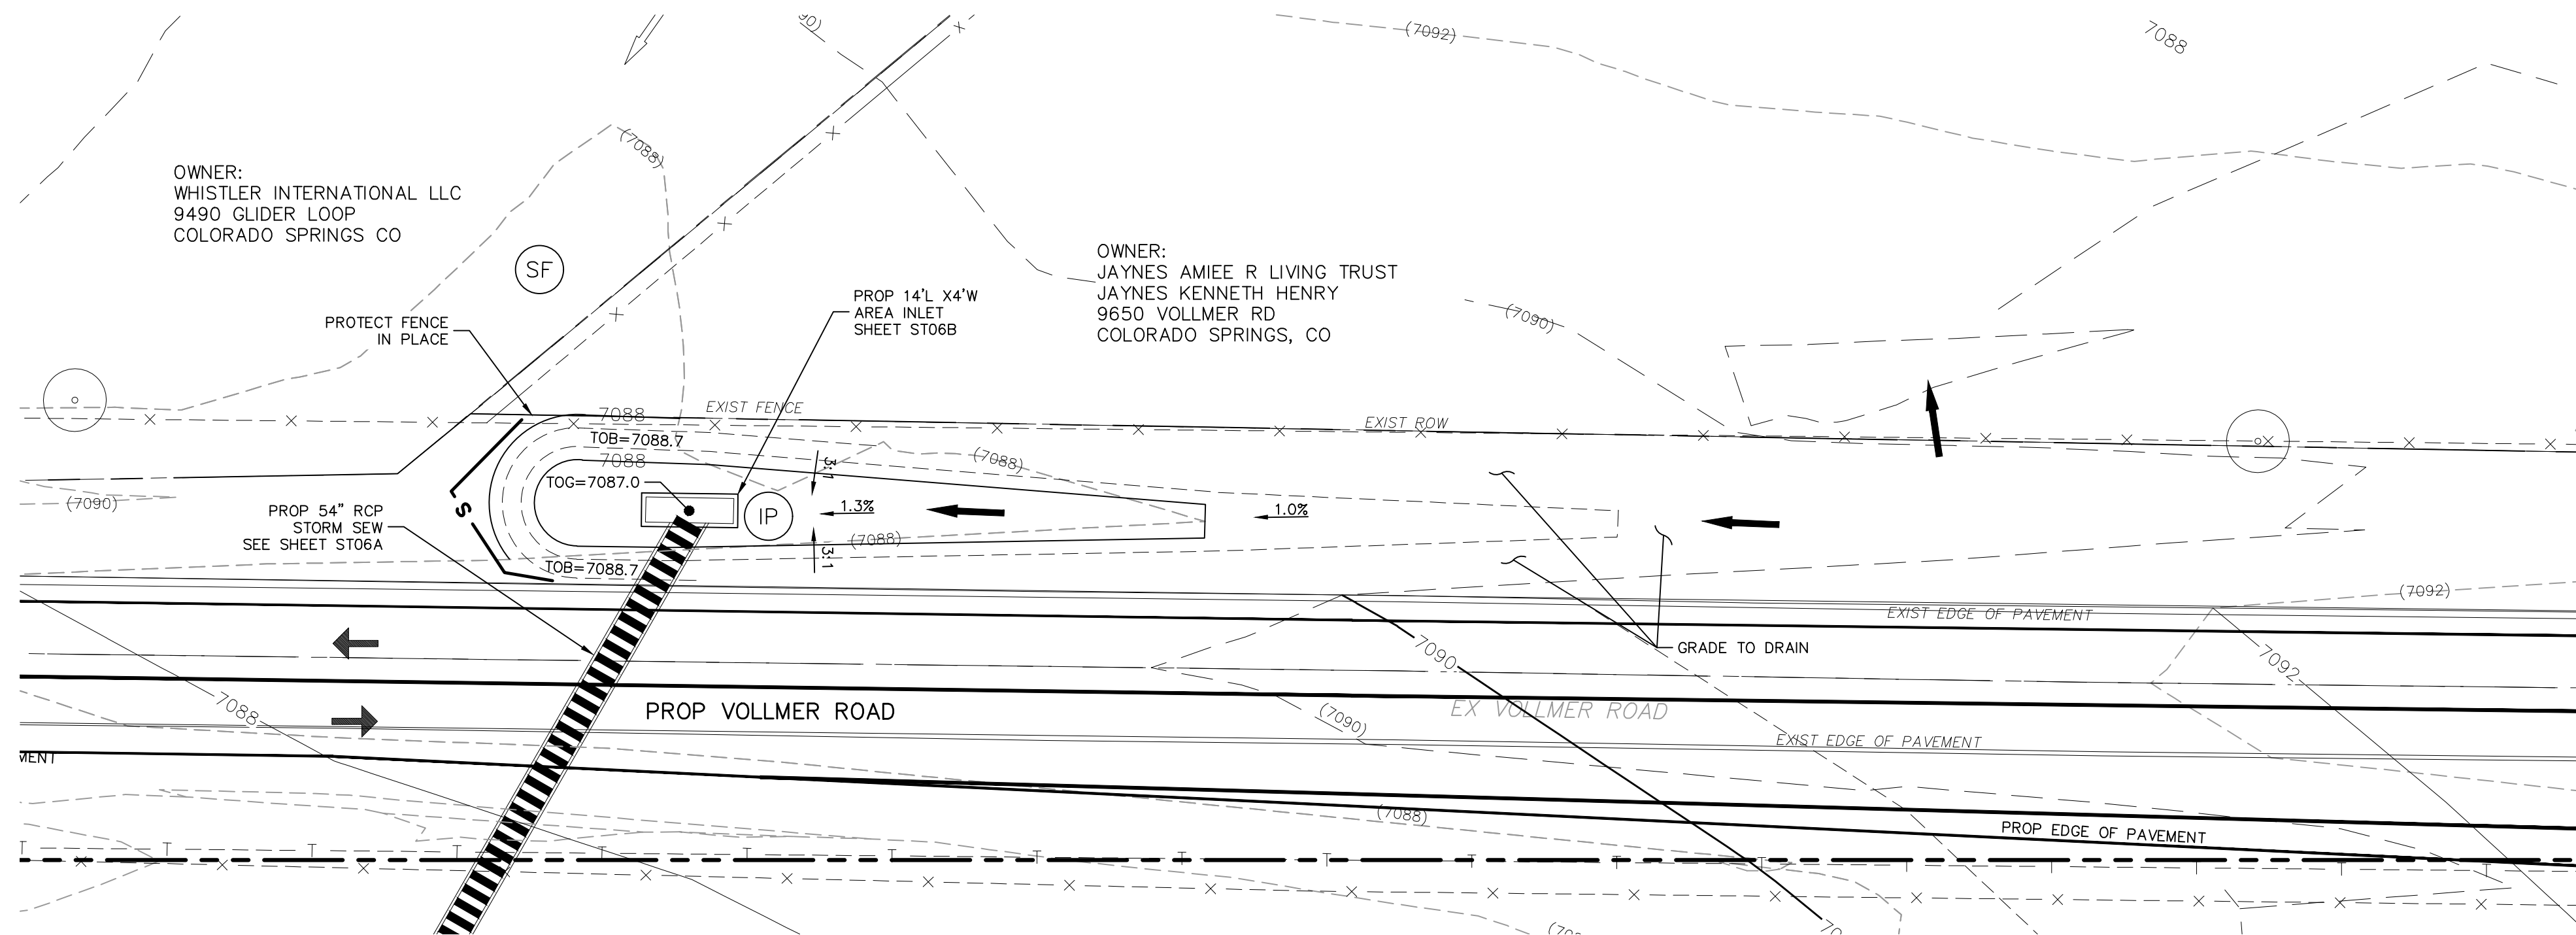 (7092)
7088
(7088)
OWNER:
WHISTLER INTERNATIONAL LLC
9490 GLIDER LOOP
COLORADO SPRINGS CO
SF
OWNER:
JAYNES AMIEE R LIVING TRUST
JAYNES KENNETH HENRY
9650 VOLLMER RD
COLORADO SPRINGS, CO
PROP 14'L X4'W
AREA INLET
SHEET ST06B
PROTECT FENCE
IN PLACE
(7090)
EXIST FENCE
EXIST ROW
7088
TOB=7088.7
7088
(7088)
3:1
TOG=7087.0
(7090)
S
IP
1.3%
1.0%
PROP 54" RCP
STORM SEW
SEE SHEET ST06A
(7088)
3:1
TOB=7088.7
(7092)
EXIST EDGE OF PAVEMENT
GRADE TO DRAIN
7090
7092
7088
PROP VOLLMER ROAD
(7090)
EX VOLLMER ROAD
EXIST EDGE OF PAVEMENT
(7088)
PROP EDGE OF PAVEMENT